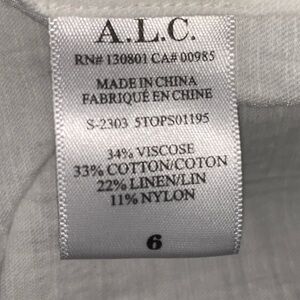 A.L.C.
RN# 130801 CA# 00985
MADE IN CHINA
FABRIQUÉ EN CHINE
S-2303 5TOPS01195
34% VISCOSE
33% COTTON/COTON
22% LINEN/LIN
11% NYLON
6